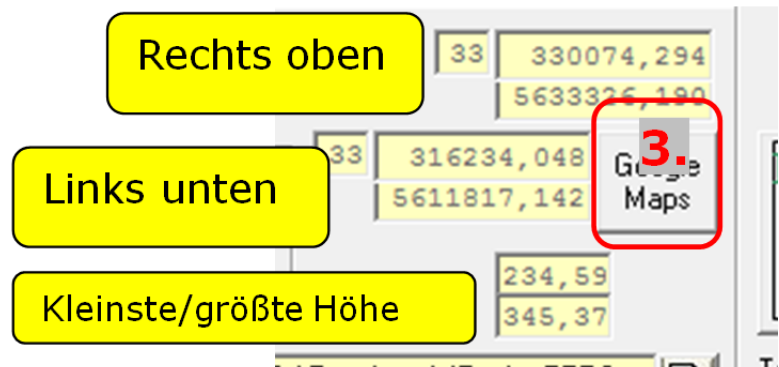 Rechts oben
33 330074,294
5633326,190
33 316234,048
3.
Google
Maps
Links unten
5611817,142
234,59
Kleinste/größte Höhe
345,37